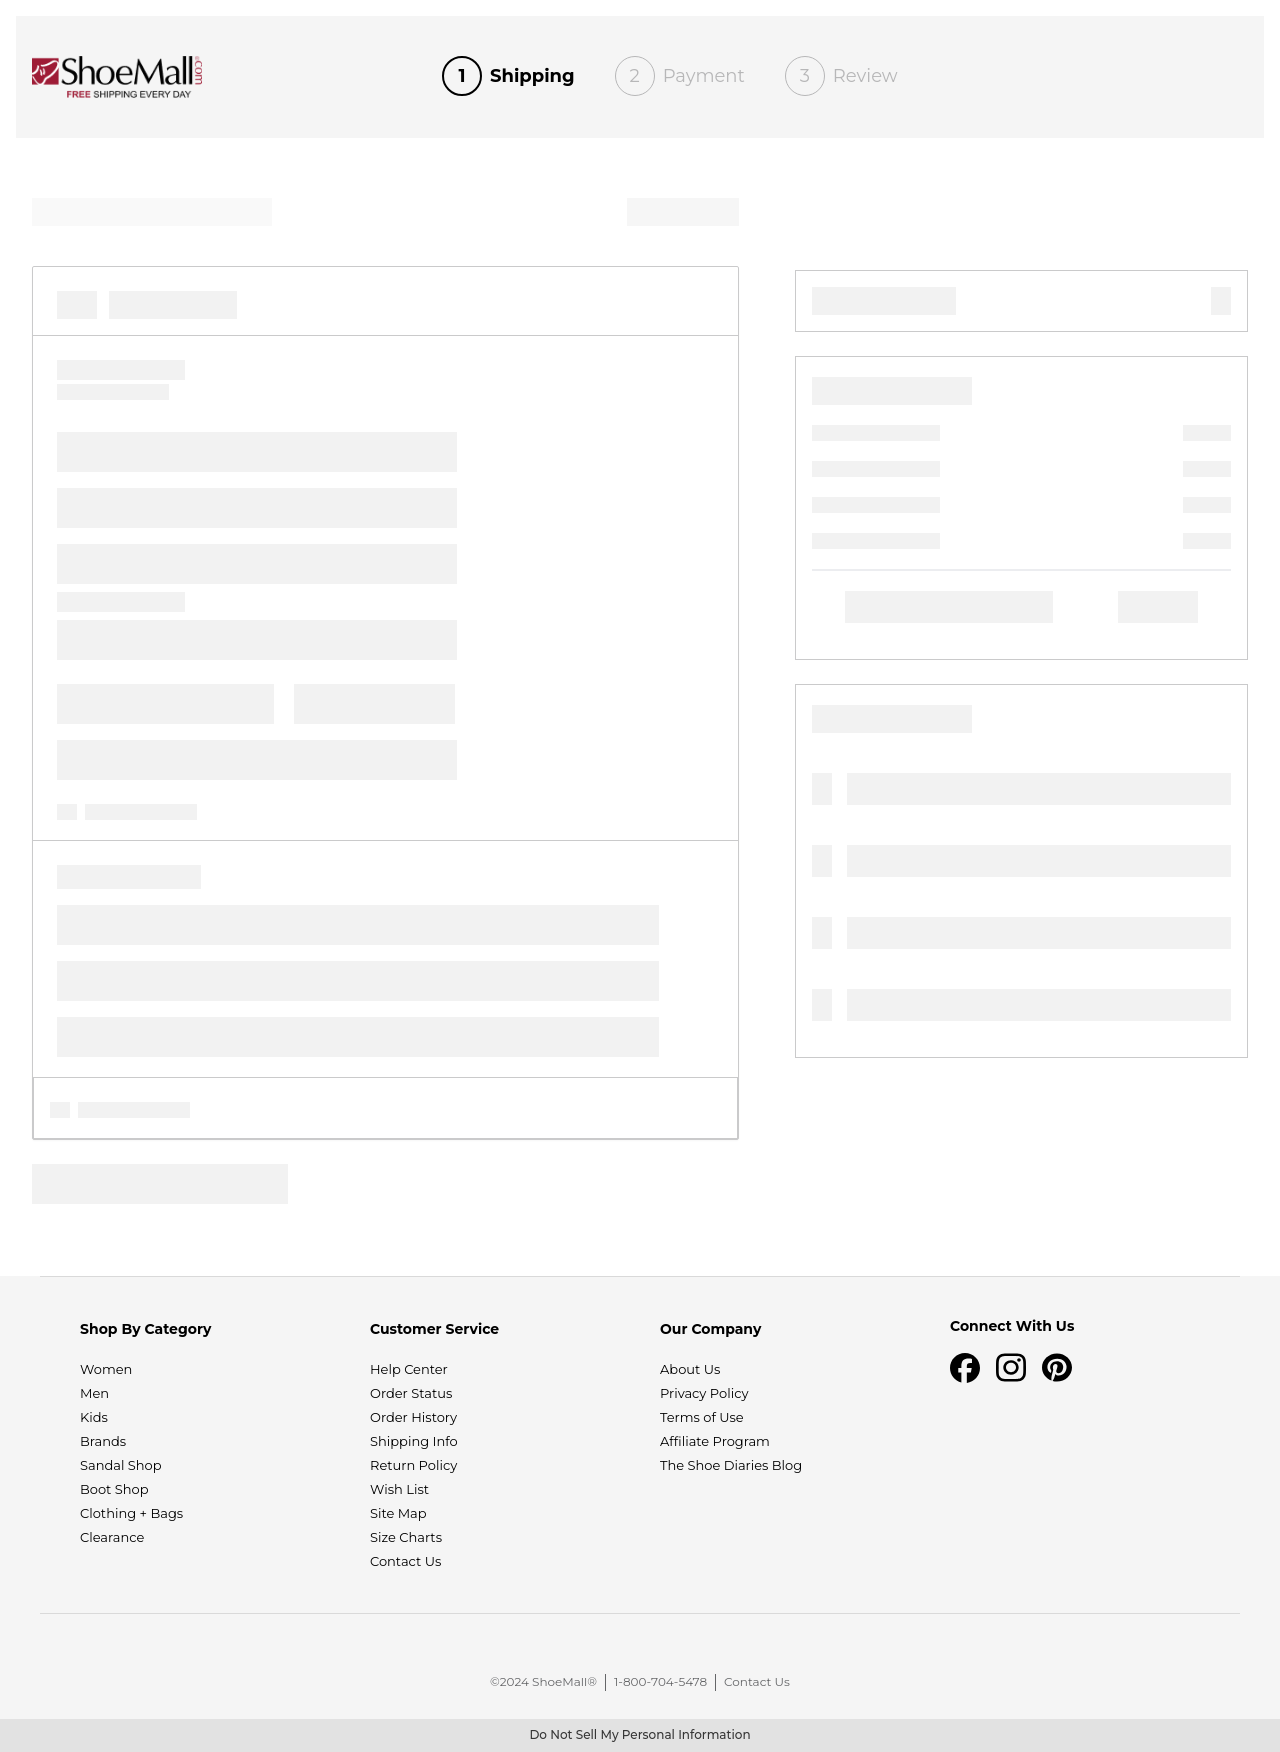 ShoeMall.com
FREE SHIPPING EVERY DAY
1 Shipping
2 Payment
3 Review
Shop By Category
Women
Men
Kids
Brands
Sandal Shop
Boot Shop
Clothing + Bags
Clearance
Customer Service
Help Center
Order Status
Order History
Shipping Info
Return Policy
Wish List
Site Map
Size Charts
Contact Us
Our Company
About Us
Privacy Policy
Terms of Use
Affiliate Program
The Shoe Diaries Blog
Connect With Us
©2024 ShoeMall® | 1-800-704-5478 | Contact Us
Do Not Sell My Personal Information